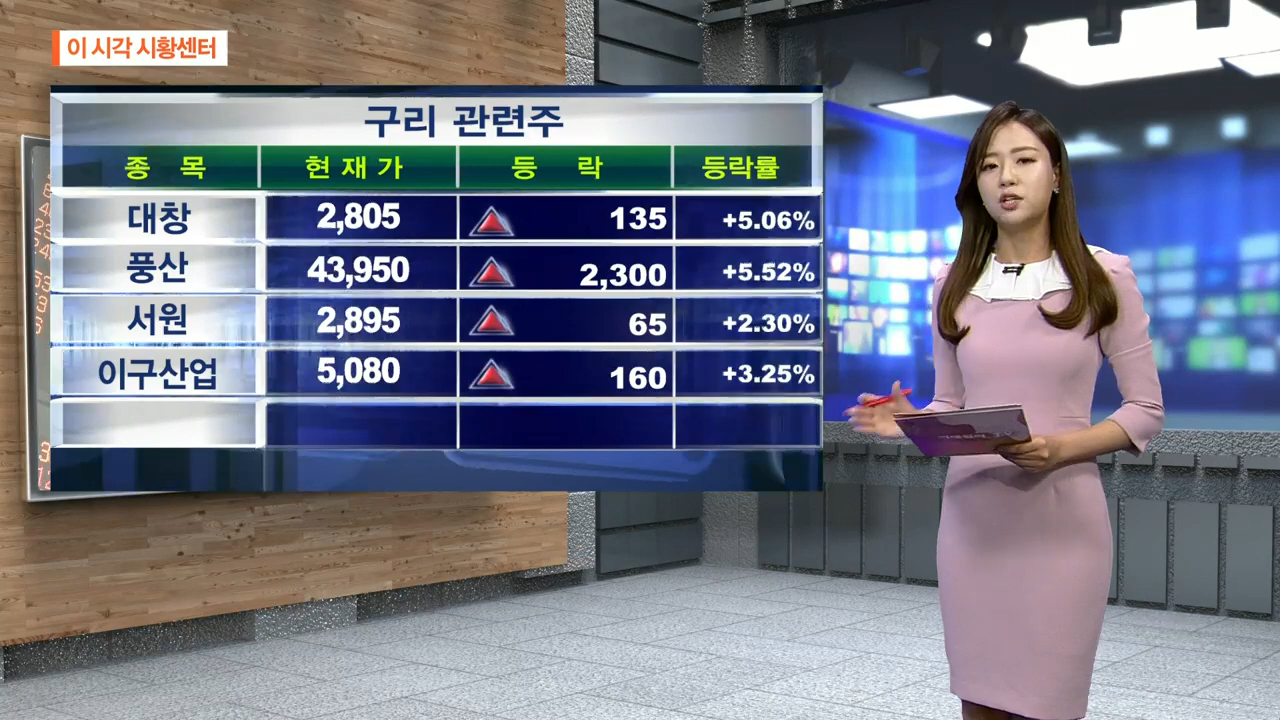 이 시각 시황센터
구리 관련주
종 목 현 재 가 등 락 등락률
대창 2,805 ▲ 135 +5.06%
풍산 43,950 ▲ 2,300 +5.52%
서원 2,895 ▲ 65 +2.30%
이구산업 5,080 ▲ 160 +3.25%